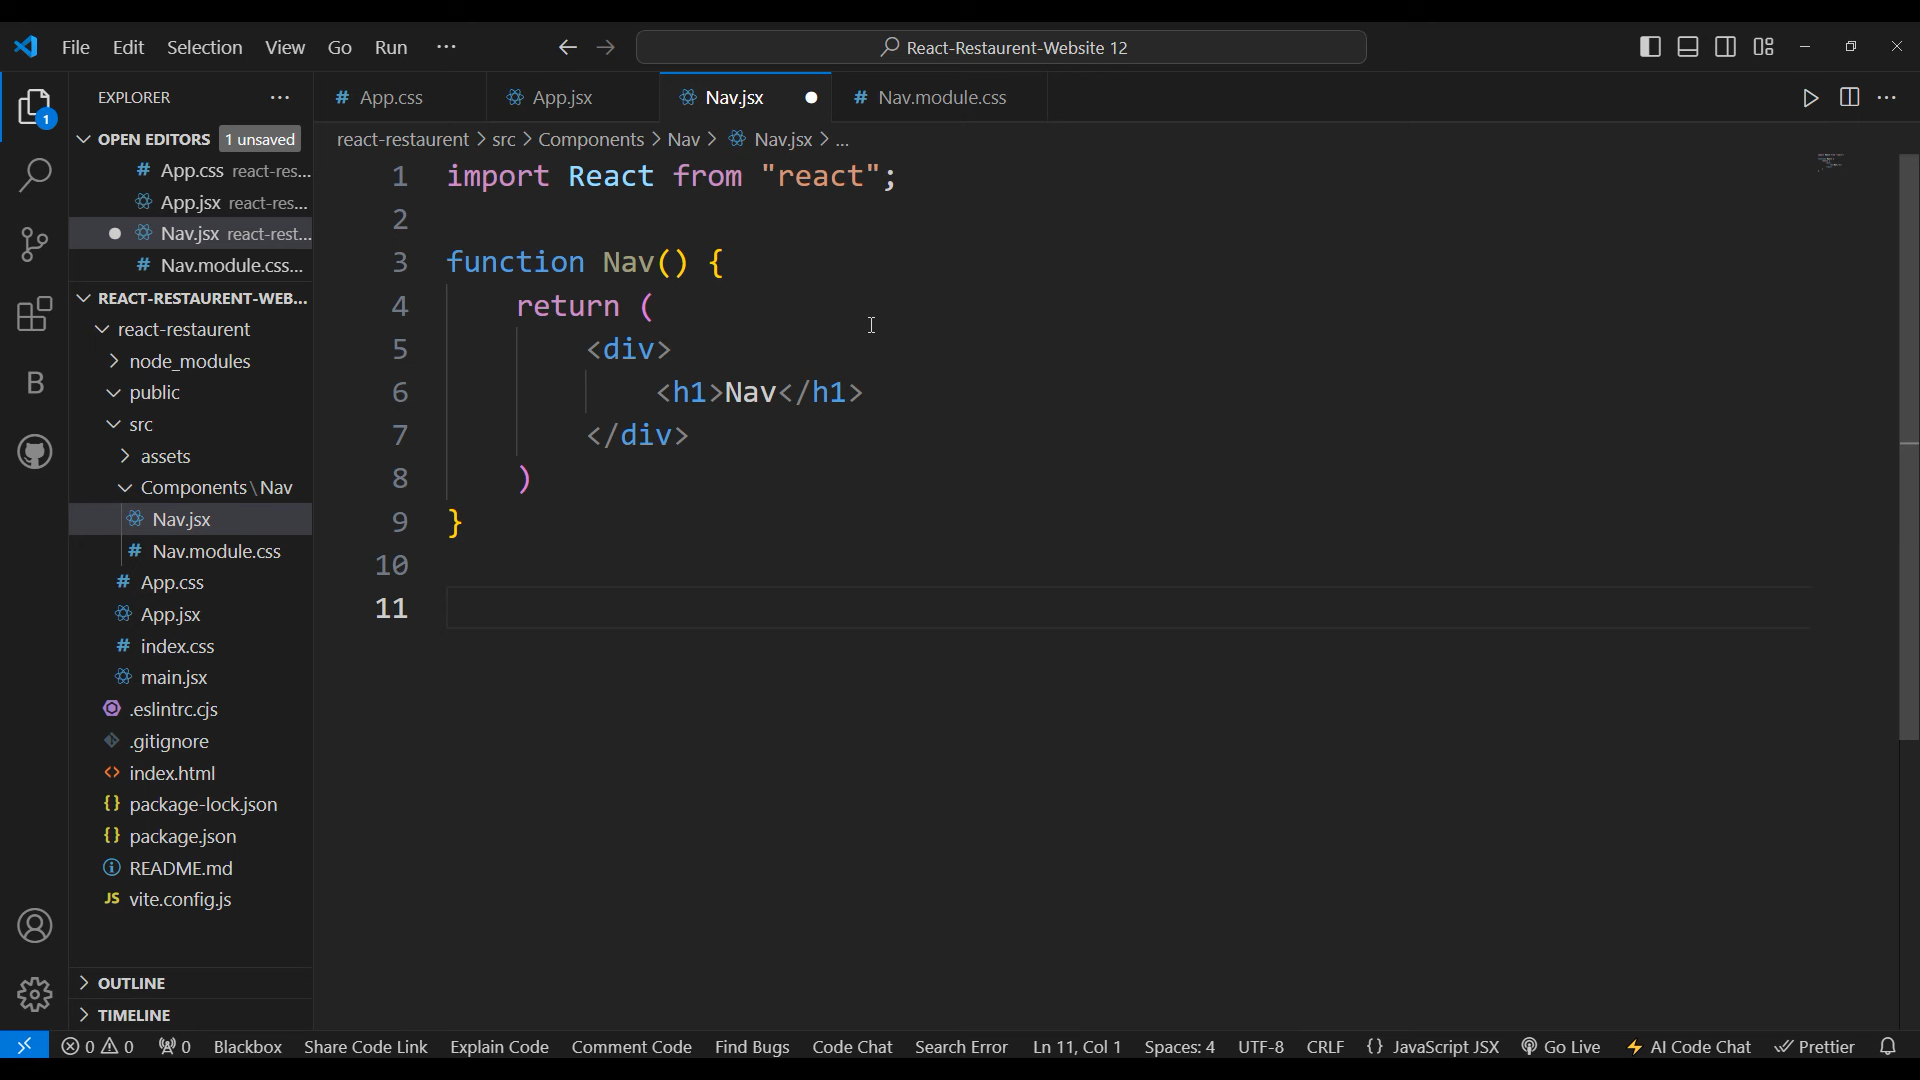 File Edit Selection View Go Run ···
React-Restaurent-Website 12
EXPLORER ···
OPEN EDITORS 1 unsaved
# App.css react-res...
App.jsx react-res...
Nav.jsx react-rest...
# Nav.module.css...
REACT-RESTAURENT-WEB...
react-restaurent
node_modules
public
src
assets
Components\Nav
Nav.jsx
# Nav.module.css
# App.css
App.jsx
# index.css
main.jsx
.eslintrc.cjs
.gitignore
<> index.html
{} package-lock.json
{} package.json
README.md
JS vite.config.js
OUTLINE
TIMELINE
1
B
# App.css App.jsx Nav.jsx # Nav.module.css
react-restaurent > src > Components > Nav > Nav.jsx > ...
1 import React from "react";
2
3 function Nav() {
4 return (
5 <div>
6 <h1>Nav</h1>
7 </div>
8 )
9 }
10
11
0 0 0 Blackbox Share Code Link Explain Code Comment Code Find Bugs Code Chat Search Error Ln 11, Col 1 Spaces: 4 UTF-8 CRLF {} JavaScript JSX Go Live AI Code Chat Prettier